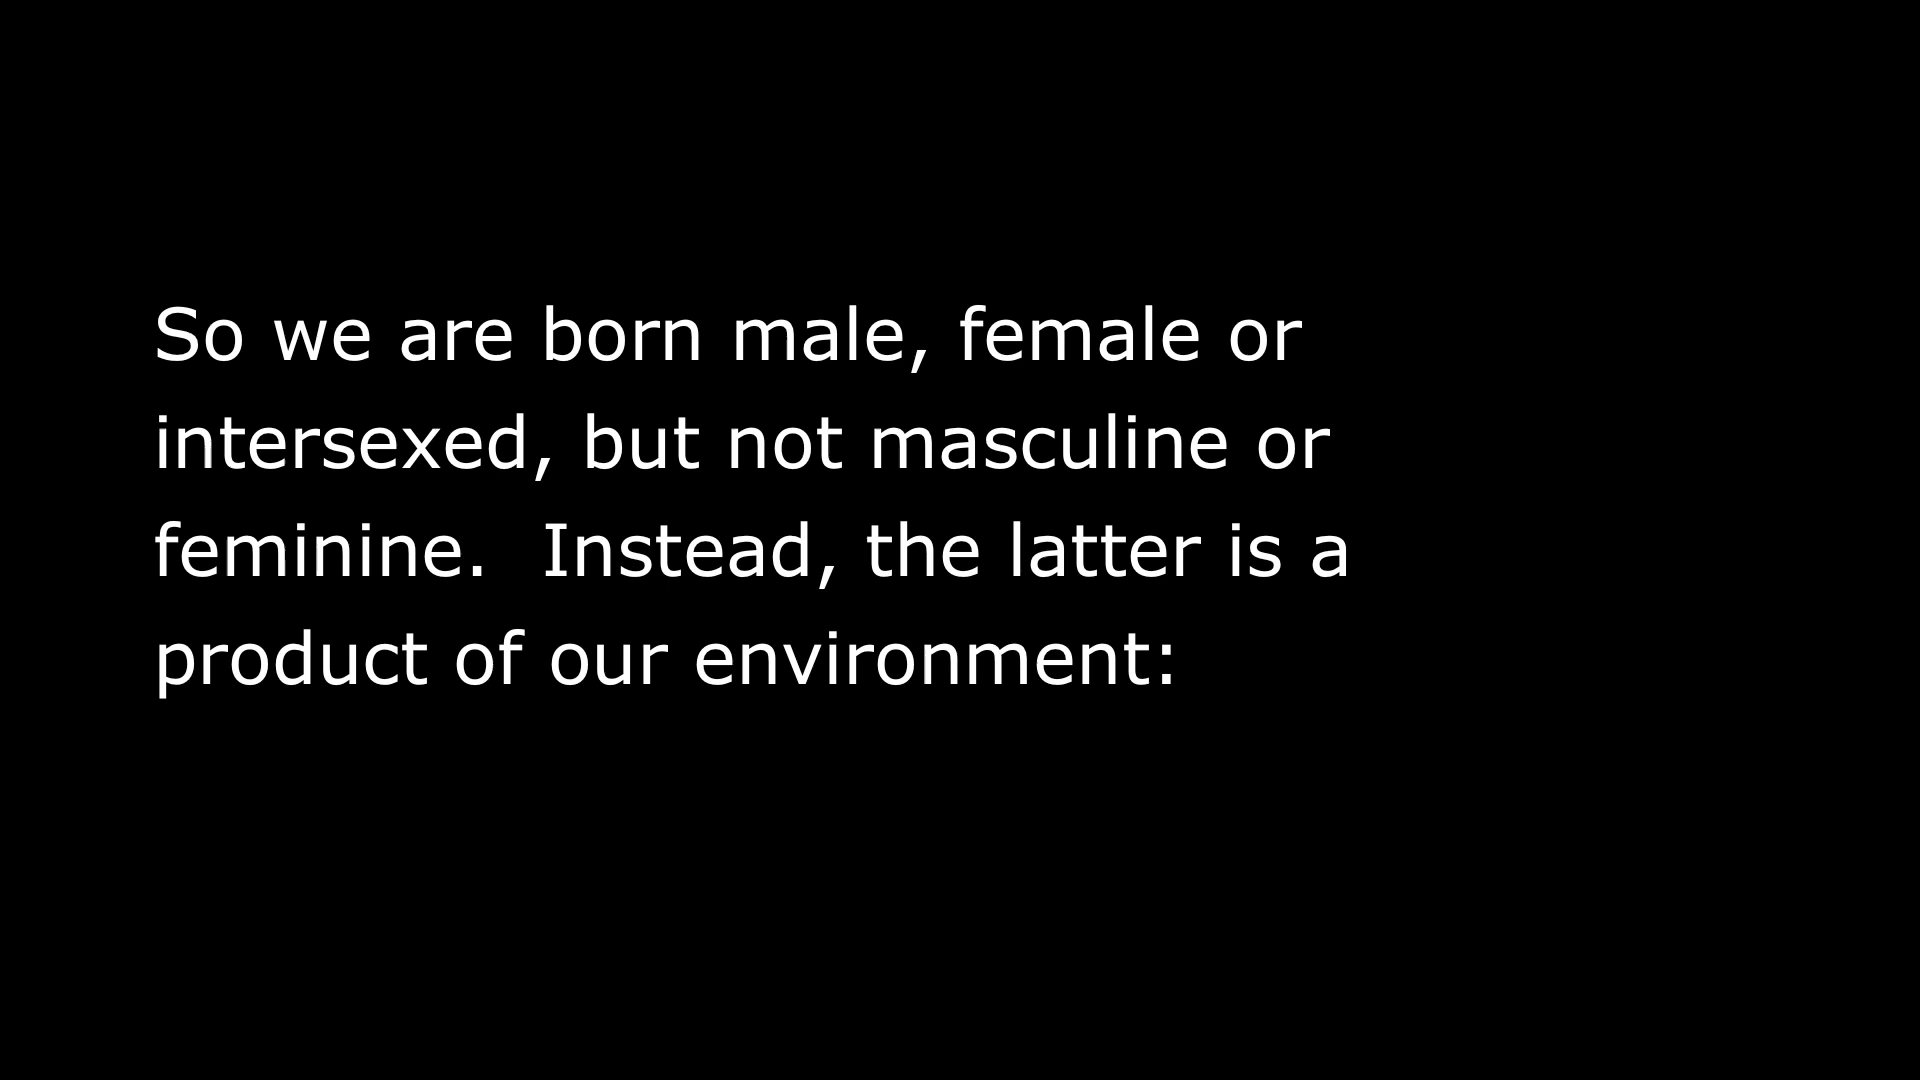 So we are born male, female or
intersexed, but not masculine or
feminine.  Instead, the latter is a
product of our environment: